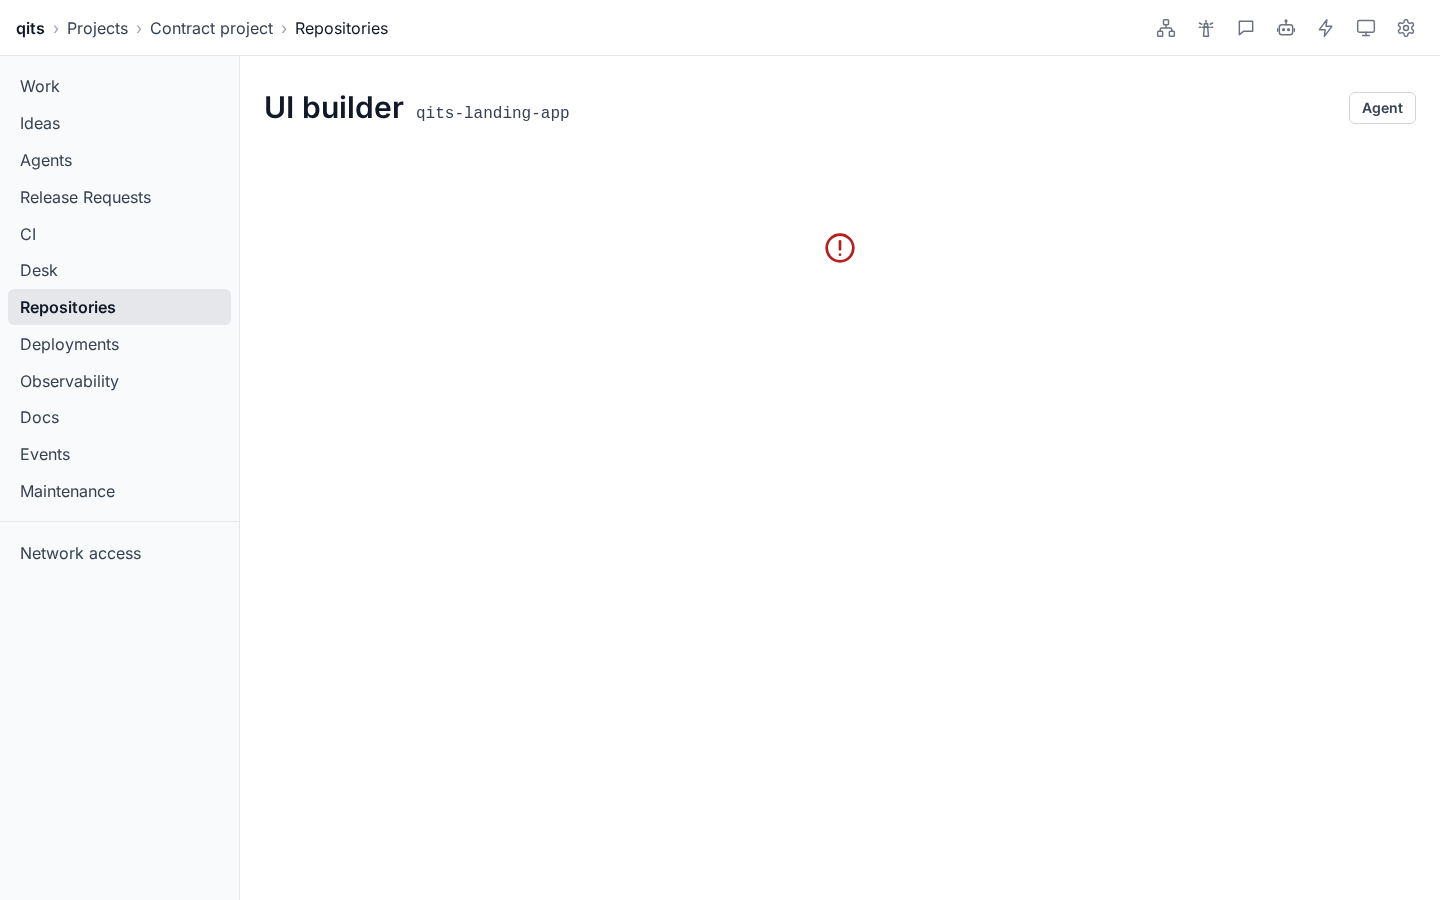 qits › Projects › Contract project › Repositories
Work
Ideas
Agents
Release Requests
CI
Desk
Repositories
Deployments
Observability
Docs
Events
Maintenance
Network access
UI builder qits-landing-app
Agent